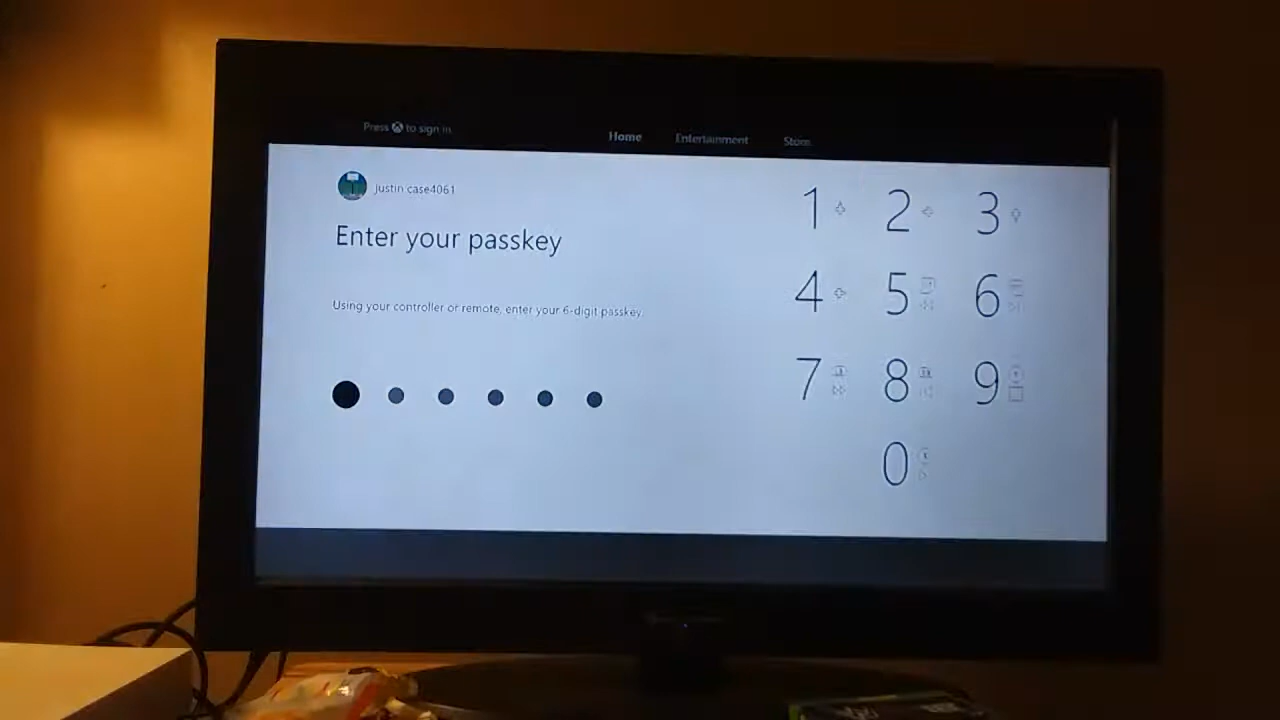 Press to sign in
Home Entertainment Store
Justin case4061
Enter your passkey
Using your controller or remote, enter your 6-digit passkey.
1 2 3
4 5 6
7 8 9
0